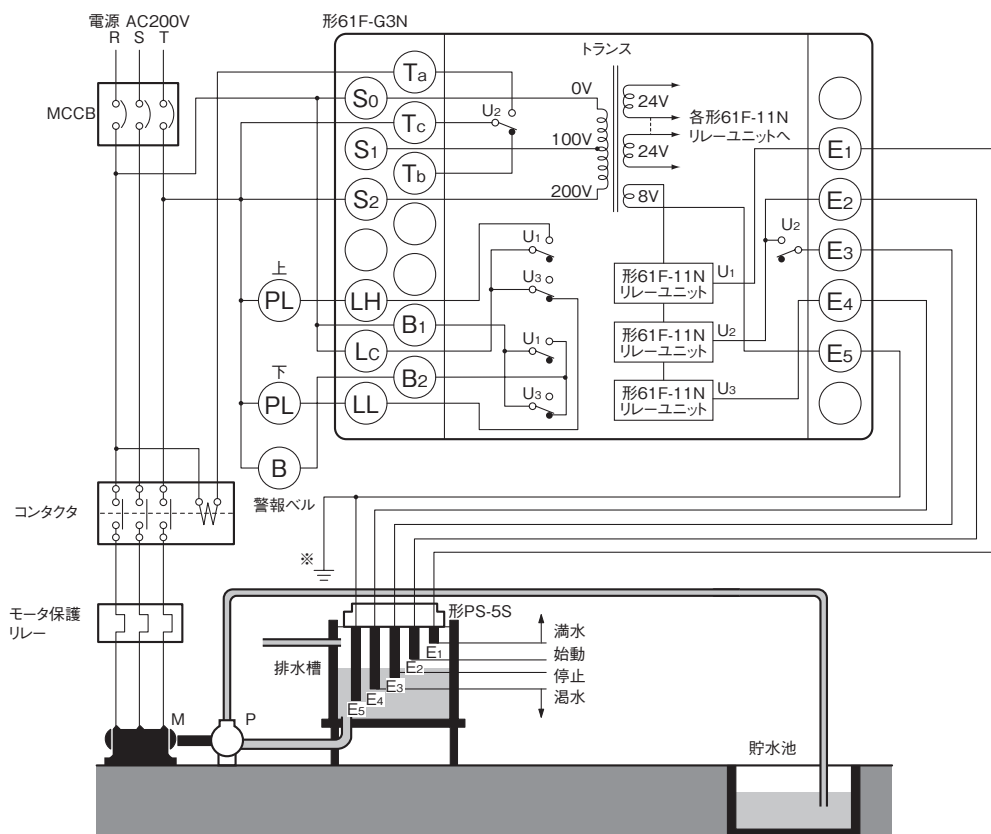 電源 AC200V
R S T
MCCB
形61F-G3N
Ta
S0
Tc
S1
Tb
S2
U2
トランス
0V
100V
200V
24V
24V
8V
各形61F-11N
リレーユニットへ
E1
E2
U2
E3
E4
E5
上
PL
LH
B1
LC
B2
下
PL
LL
B
警報ベル
U1
U3
U1
U3
形61F-11N
リレーユニット
U1
形61F-11N
リレーユニット
U2
形61F-11N
リレーユニット
U3
コンタクタ
※
モータ保護
リレー
形PS-5S
排水槽
E1
E2
E3
E4
E5
満水
始動
停止
渇水
M
P
貯水池